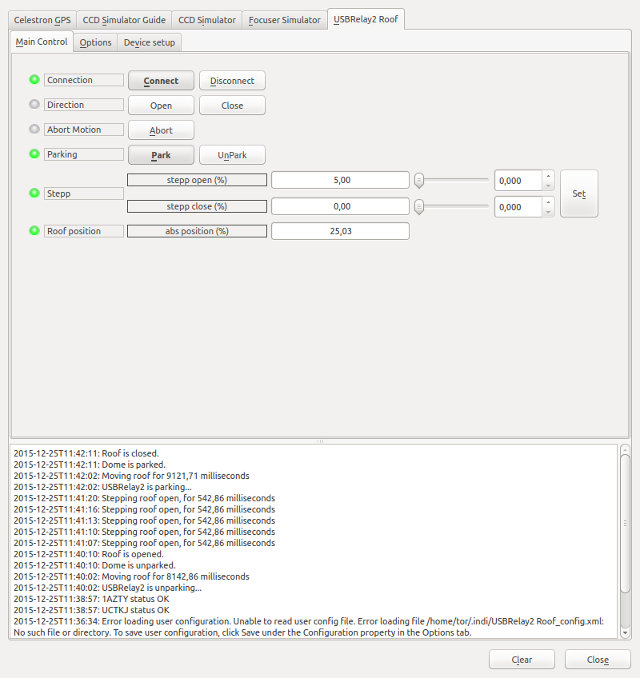 Celestron GPS CCD Simulator Guide CCD Simulator Focuser Simulator USBRelay2 Roof
Main Control Options Device setup
Connection Connect Disconnect
Direction Open Close
Abort Motion Abort
Parking Park UnPark
stepp open (%) 5,00 0,000
Stepp Set
stepp close (%) 0,00 0,000
Roof position abs position (%) 25,03
2015-12-25T11:42:11: Roof is closed.
2015-12-25T11:42:11: Dome is parked.
2015-12-25T11:42:02: Moving roof for 9121,71 milliseconds
2015-12-25T11:42:02: USBRelay2 is parking...
2015-12-25T11:41:20: Stepping roof open, for 542,86 milliseconds
2015-12-25T11:41:16: Stepping roof open, for 542,86 milliseconds
2015-12-25T11:41:13: Stepping roof open, for 542,86 milliseconds
2015-12-25T11:41:10: Stepping roof open, for 542,86 milliseconds
2015-12-25T11:41:07: Stepping roof open, for 542,86 milliseconds
2015-12-25T11:40:10: Roof is opened.
2015-12-25T11:40:10: Dome is unparked.
2015-12-25T11:40:02: Moving roof for 8142,86 milliseconds
2015-12-25T11:40:02: USBRelay2 is unparking...
2015-12-25T11:38:57: 1AZTY status OK
2015-12-25T11:38:57: UCTKJ status OK
2015-12-25T11:36:34: Error loading user configuration. Unable to read user config file. Error loading file /home/tor/.indi/USBRelay2 Roof_config.xml:
No such file or directory. To save user configuration, click Save under the Configuration property in the Options tab.
Clear Close